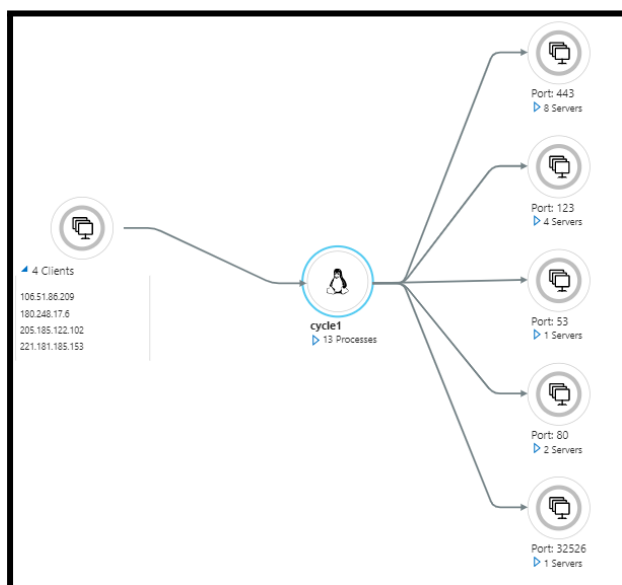 4 Clients
106.51.86.209
180.248.17.6
205.185.122.102
221.181.185.153
cycle1
13 Processes
Port: 443
8 Servers
Port: 123
4 Servers
Port: 53
1 Servers
Port: 80
2 Servers
Port: 32526
1 Servers